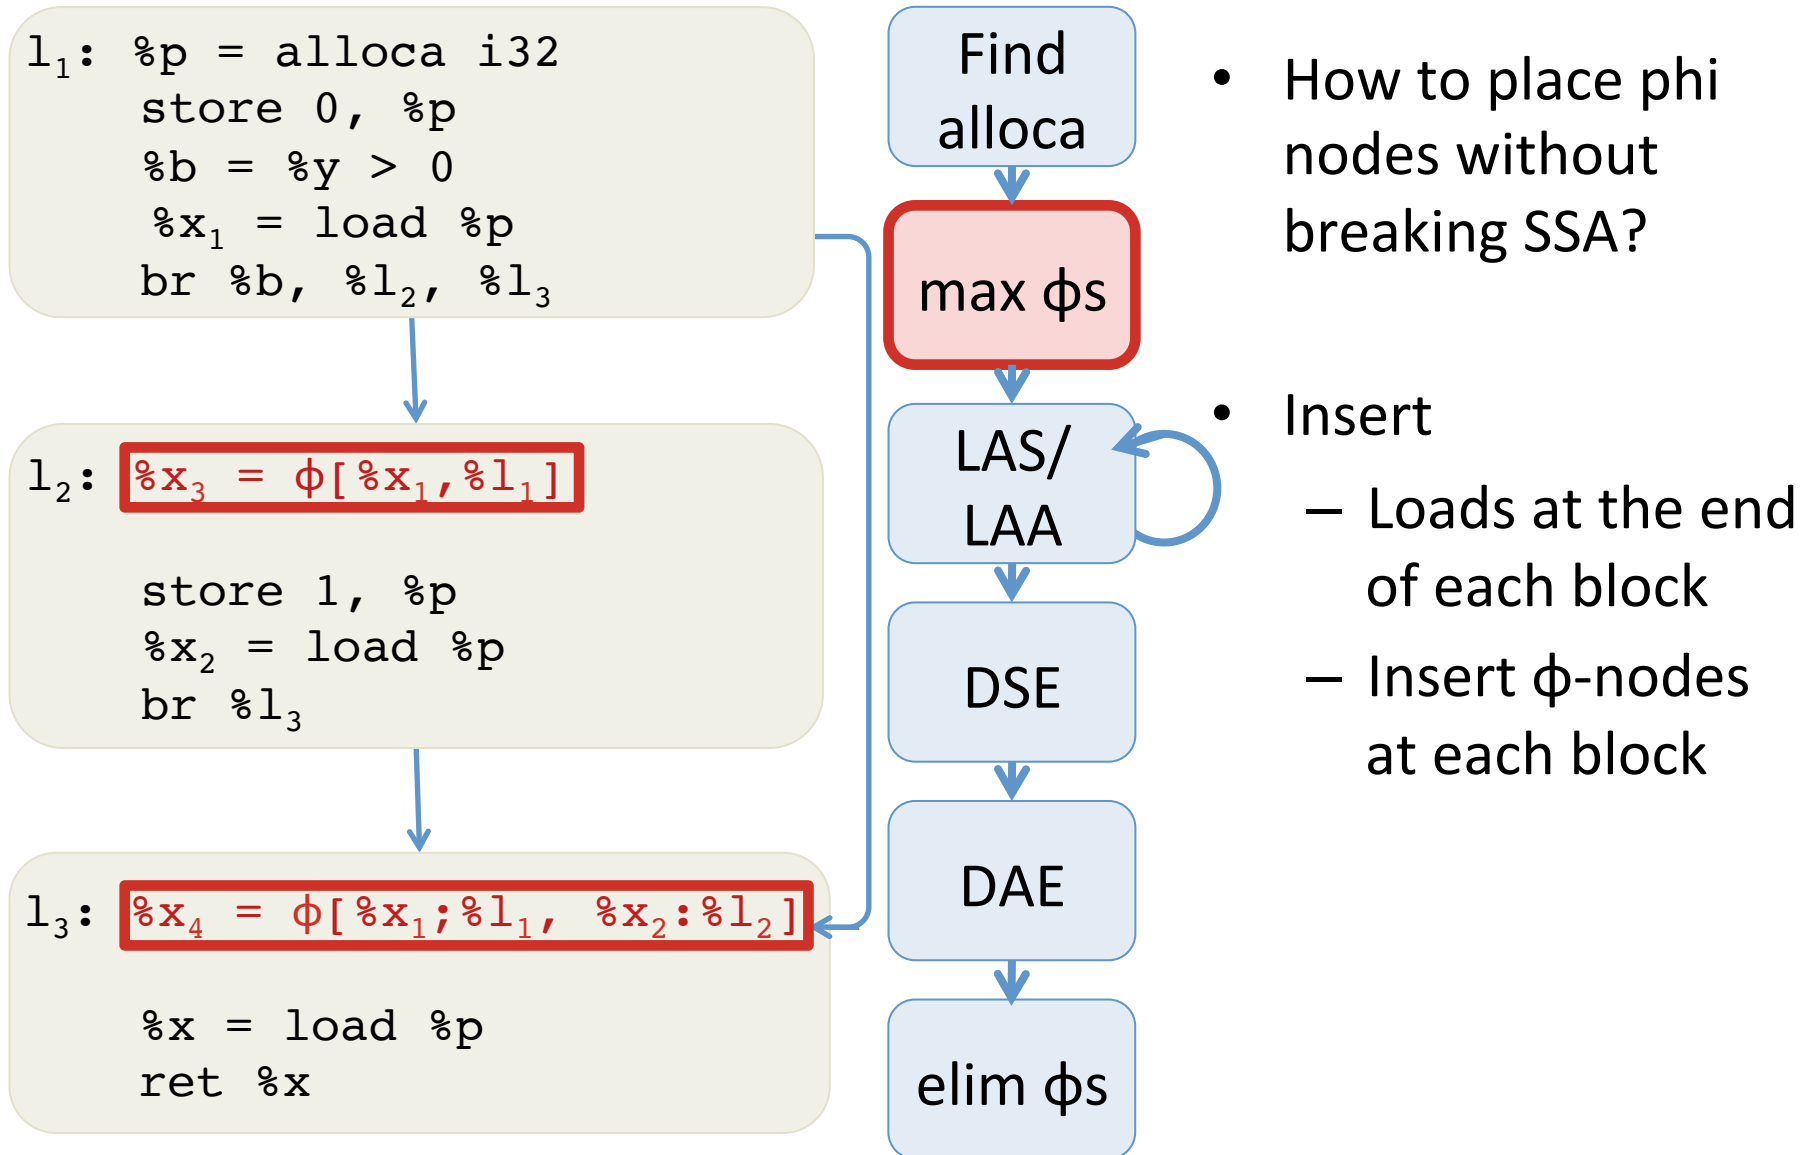 l₁: %p = alloca i32
store 0, %p
%b = %y > 0
%x₁ = load %p
br %b, %l₂, %l₃
l₂: %x₃ = ϕ[%x₁,%l₁]
store 1, %p
%x₂ = load %p
br %l₃
l₃: %x₄ = ϕ[%x₁;%l₁, %x₂:%l₂]
%x = load %p
ret %x
Find
alloca
max ϕs
LAS/
LAA
DSE
DAE
elim ϕs
• How to place phi
nodes without
breaking SSA?
• Insert
– Loads at the end
of each block
– Insert ϕ-nodes
at each block